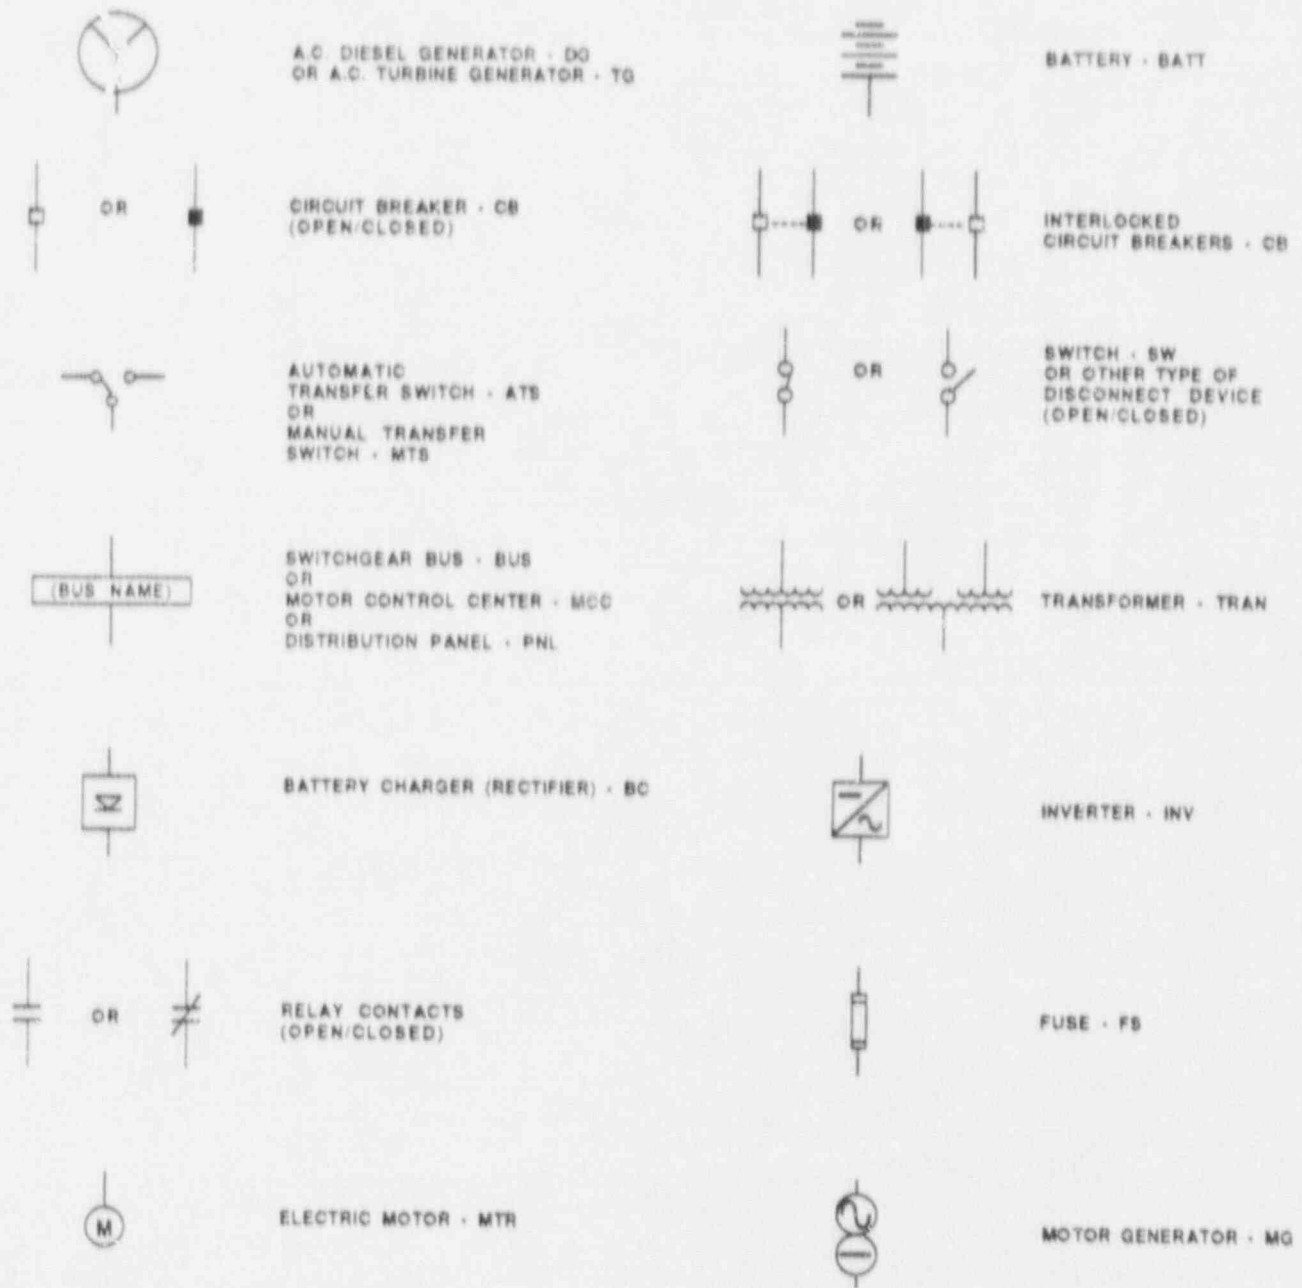 A.C. DIESEL GENERATOR - DG
OR A.C. TURBINE GENERATOR - TG
BATTERY - BATT
OR
CIRCUIT BREAKER - CB
(OPEN/CLOSED)
OR
INTERLOCKED
CIRCUIT BREAKERS - CB
AUTOMATIC
TRANSFER SWITCH - ATS
OR
MANUAL TRANSFER
SWITCH - MTS
OR
SWITCH - SW
OR OTHER TYPE OF
DISCONNECT DEVICE
(OPEN/CLOSED)
(BUS NAME)
SWITCHGEAR BUS - BUS
OR
MOTOR CONTROL CENTER - MCC
OR
DISTRIBUTION PANEL - PNL
OR
TRANSFORMER - TRAN
BATTERY CHARGER (RECTIFIER) - BC
INVERTER - INV
OR
RELAY CONTACTS
(OPEN/CLOSED)
FUSE - FS
M
ELECTRIC MOTOR - MTR
MOTOR GENERATOR - MG